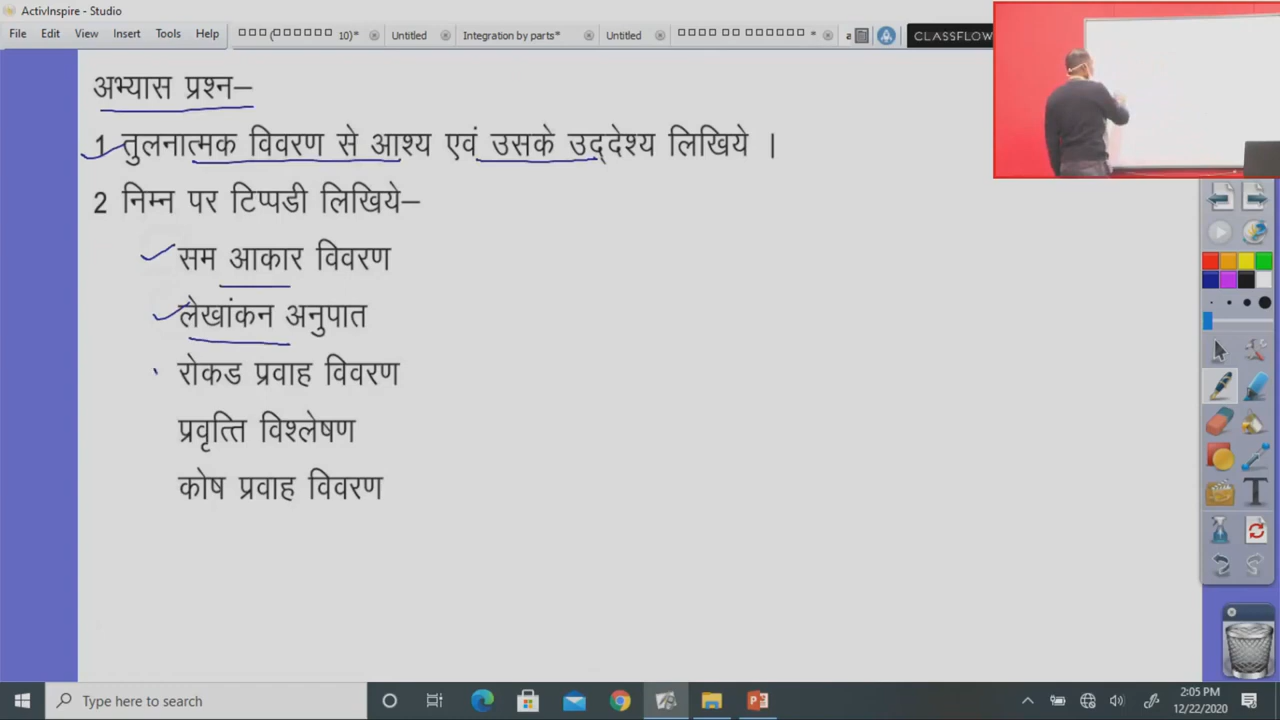 ActivInspire - Studio
File Edit View Insert Tools Help 10)* Untitled Integration by parts* Untitled * a CLASSFLOW
अभ्यास प्रश्न–
1 तुलनात्मक विवरण से आश्य एवं उसके उद्देश्य लिखिये ।
2 निम्न पर टिप्पडी लिखिये–
सम आकार विवरण
लेखांकन अनुपात
रोकड प्रवाह विवरण
प्रवृत्ति विश्लेषण
कोष प्रवाह विवरण
Type here to search
2:05 PM
12/22/2020